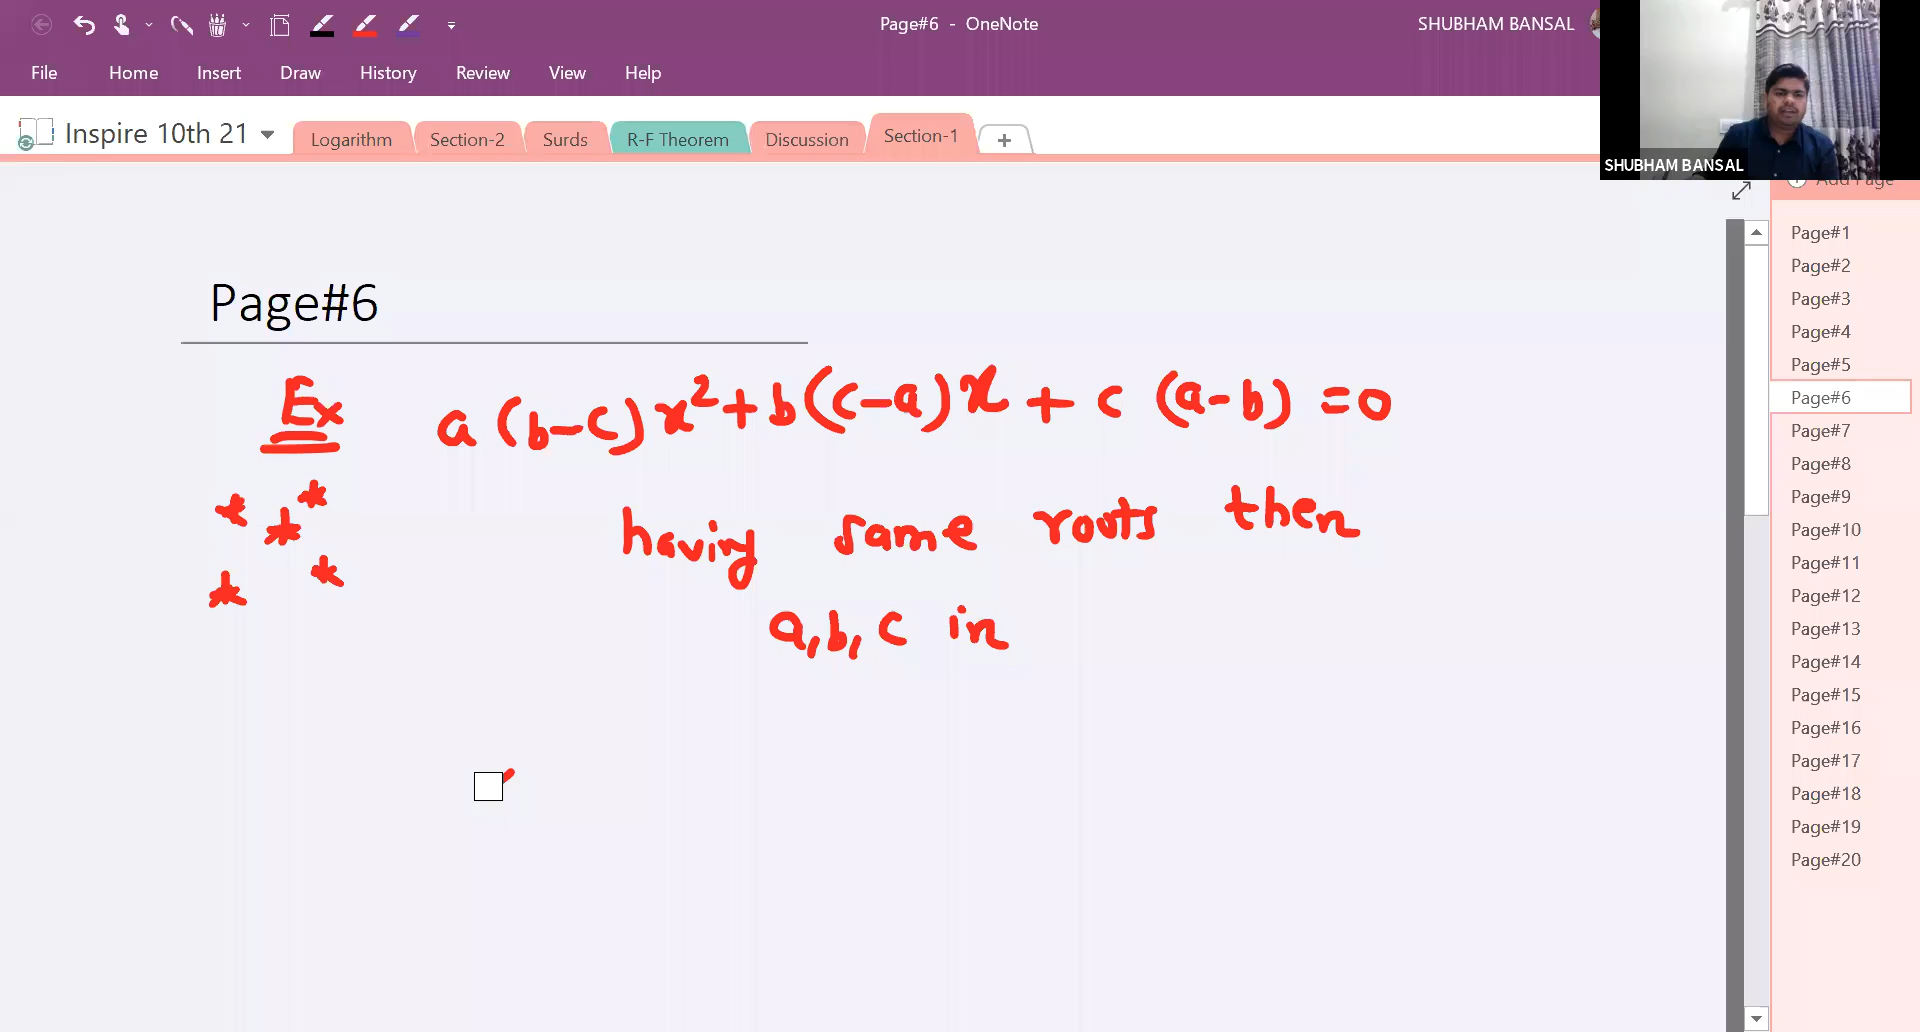 Page#6 - OneNote
SHUBHAM BANSAL
File Home Insert Draw History Review View Help
SHUBHAM BANSAL
Inspire 10th 21
Logarithm Section-2 Surds R-F Theorem Discussion Section-1
Add Page
Page#6
Ex a(b-c)x²+b(c-a)x+c(a-b)=0
having same roots then
a,b,c in
Page#1
Page#2
Page#3
Page#4
Page#5
Page#6
Page#7
Page#8
Page#9
Page#10
Page#11
Page#12
Page#13
Page#14
Page#15
Page#16
Page#17
Page#18
Page#19
Page#20